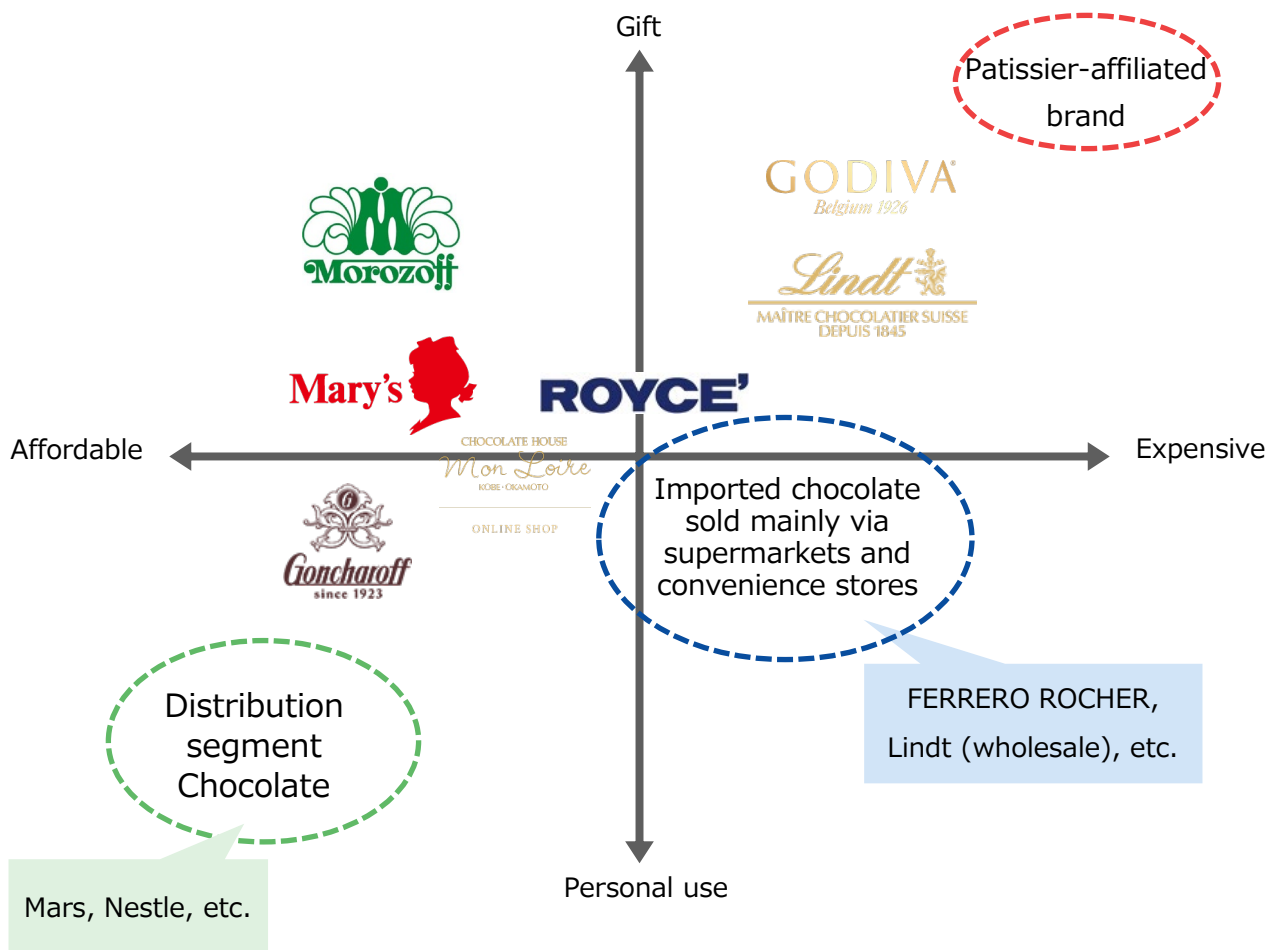 Gift
Patissier-affiliated
brand
GODIVA
Belgium 1926
Morozoff
Lindt
MAÎTRE CHOCOLATIER SUISSE
DEPUIS 1845
Mary's
ROYCE'
Affordable
Expensive
CHOCOLATE HOUSE
Mon Loire
KOBE・OKAMOTO
ONLINE SHOP
Imported chocolate
sold mainly via
supermarkets and
convenience stores
G
Goncharoff
since 1923
FERRERO ROCHER,
Lindt (wholesale), etc.
Distribution
segment
Chocolate
Mars, Nestle, etc.
Personal use